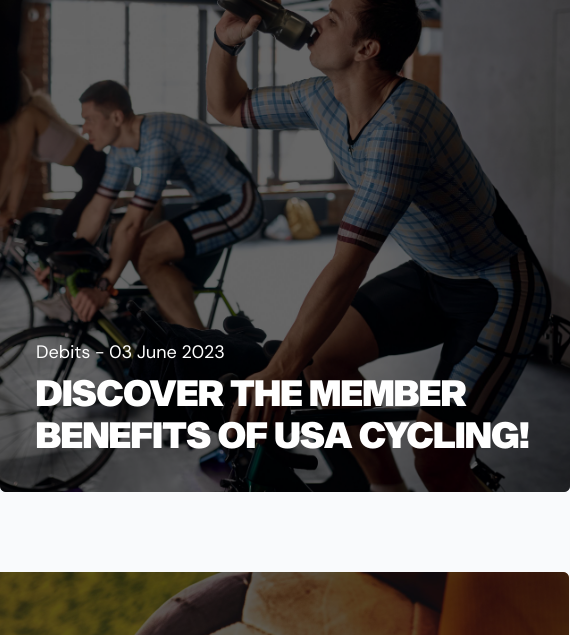 Debits – 03 June 2023
DISCOVER THE MEMBER
BENEFITS OF USA CYCLING!